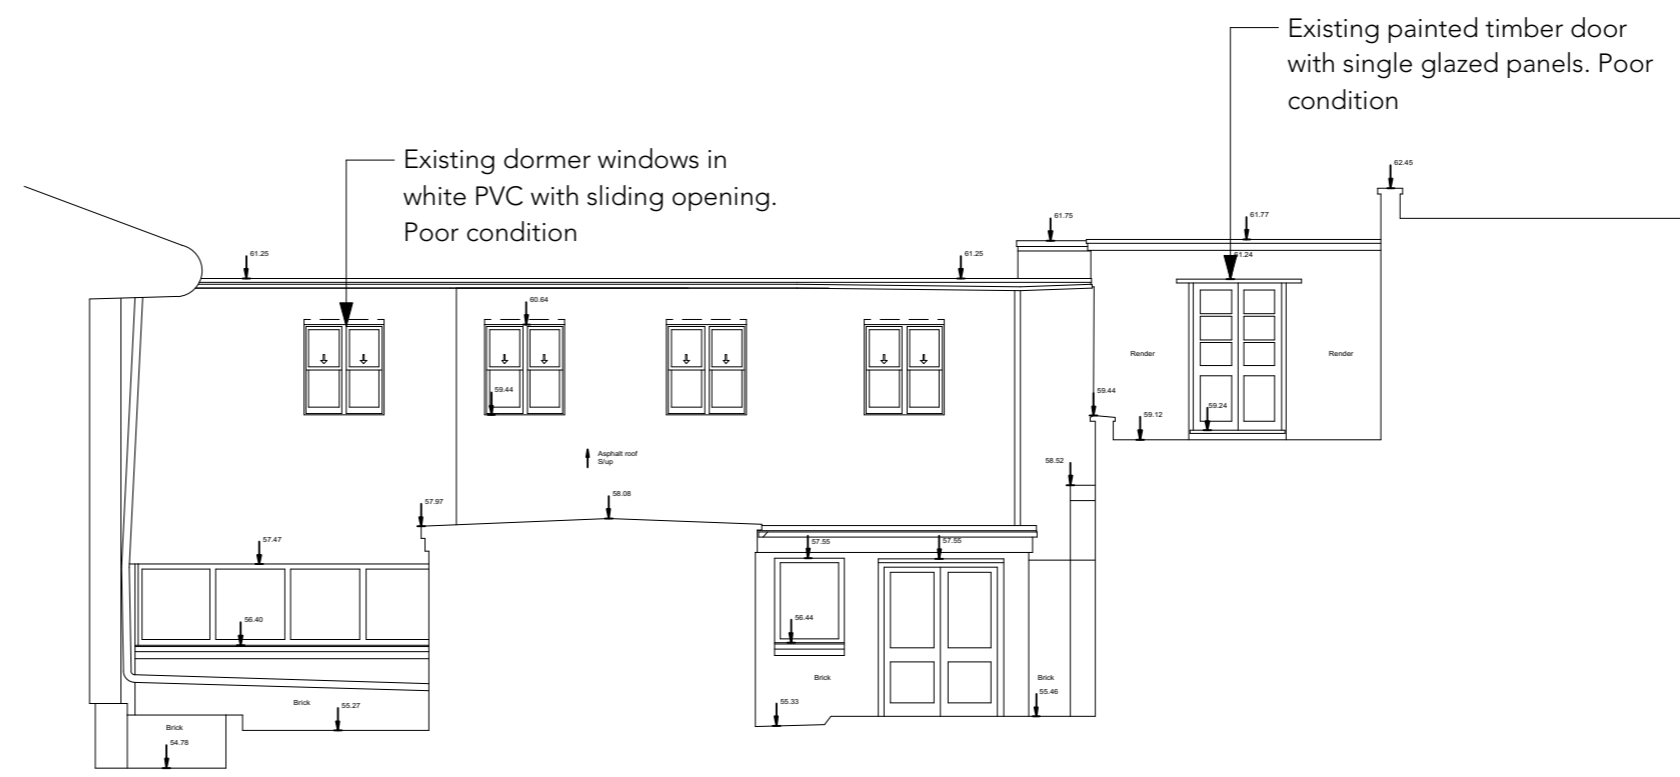 Existing painted timber door
with single glazed panels. Poor
condition
Existing dormer windows in
white PVC with sliding opening.
Poor condition
62.45
61.75
61.77
61.25
61.25
61.24
60.64
Render
Render
59.44
59.44
59.12
59.24
Asphalt roof
S/up
58.52
57.97
58.08
57.47
57.55
57.55
56.40
56.44
Brick
Brick
Brick
55.46
55.27
55.33
Brick
54.78